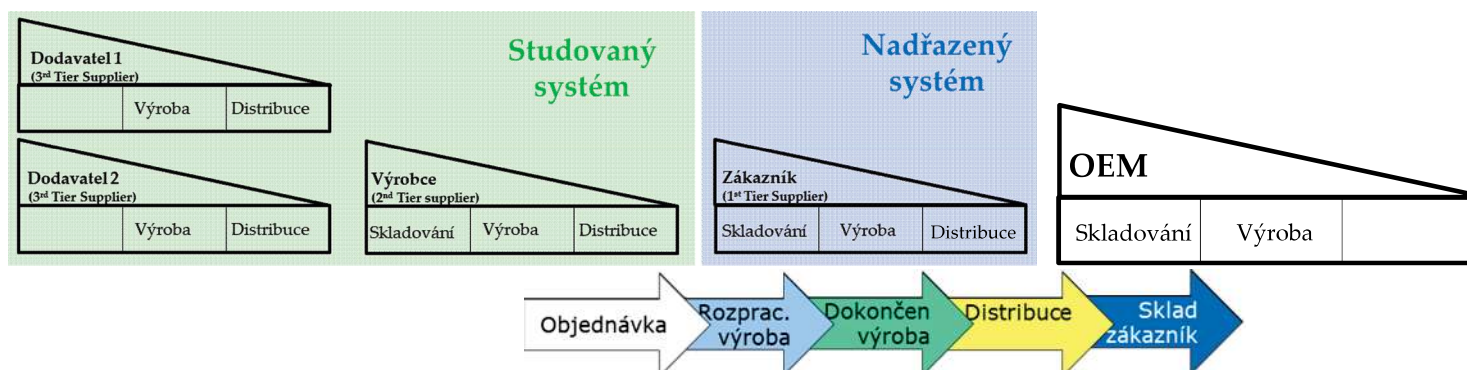 Studovaný
systém
Nadřazený
systém
Dodavatel 1
(3rd Tier Supplier)
Výroba
Distribuce
Dodavatel 2
(3rd Tier Supplier)
Výroba
Distribuce
Výrobce
(2nd Tier supplier)
Skladování
Výroba
Distribuce
Zákazník
(1st Tier Supplier)
Skladování
Výroba
Distribuce
OEM
Skladování
Výroba
Objednávka
Rozprac.
výroba
Dokončen
výroba
Distribuce
Sklad
zákazník